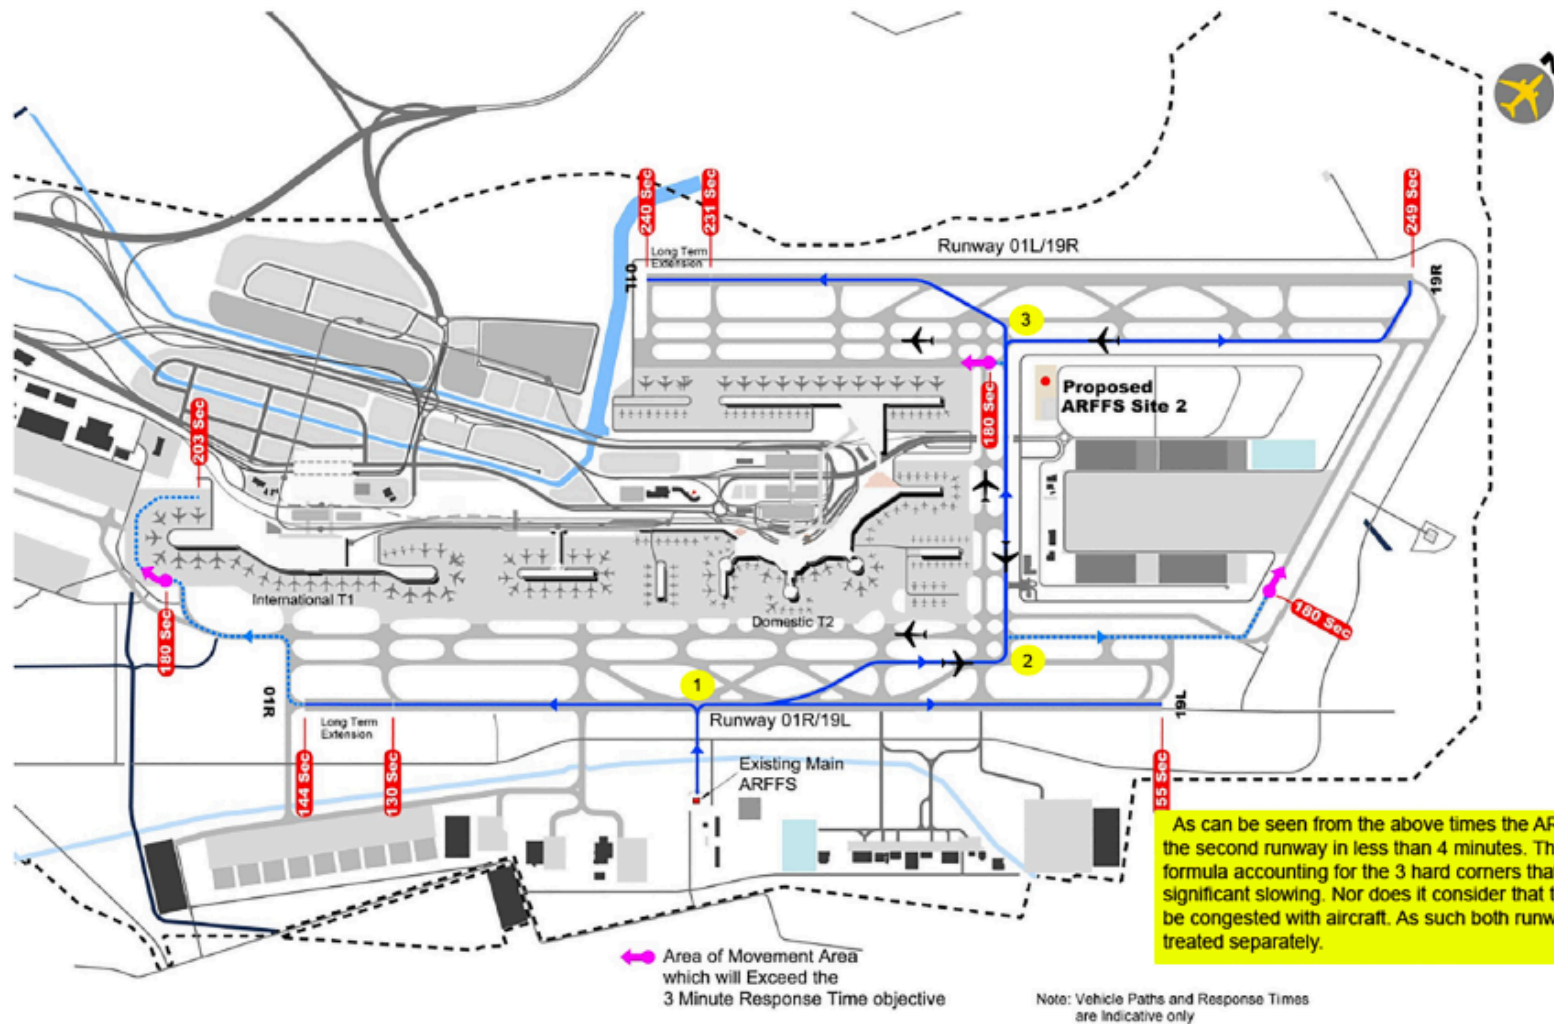 240 Sec
231 Sec
249 Sec
Runway 01L/19R
Long Term
Extension
01L
19R
3
180 Sec
Proposed
ARFFS Site 2
203 Sec
International T1
Domestic T2
180 Sec
180 Sec
2
1
01R
19L
Long Term
Extension
Runway 01R/19L
144 Sec
130 Sec
Existing Main
ARFFS
55 Sec
As can be seen from the above times the AR
the second runway in less than 4 minutes. Th
formula accounting for the 3 hard corners tha
significant slowing. Nor does it consider that t
be congested with aircraft. As such both runw
treated separately.
Area of Movement Area
which will Exceed the
3 Minute Response Time objective
Note: Vehicle Paths and Response Times
are Indicative only